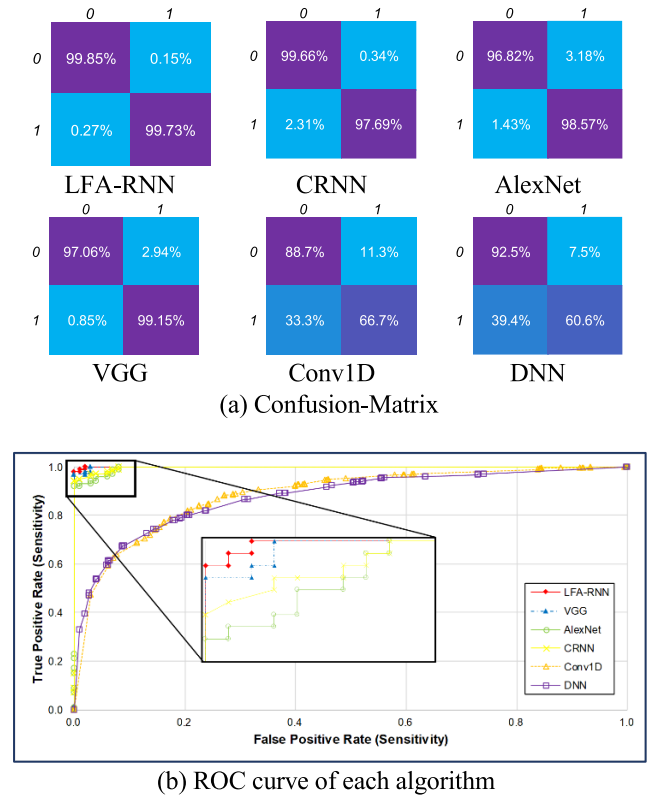 0 1 0 1 0 1
0 99.85% 0.15% 0 99.66% 0.34% 0 96.82% 3.18%
1 0.27% 99.73% 1 2.31% 97.69% 1 1.43% 98.57%
LFA-RNN CRNN AlexNet
0 1 0 1 0 1
0 97.06% 2.94% 0 88.7% 11.3% 0 92.5% 7.5%
1 0.85% 99.15% 1 33.3% 66.7% 1 39.4% 60.6%
VGG Conv1D DNN
(a) Confusion-Matrix
True Positive Rate (Sensitivity)
1.0
0.8
0.6
0.4
0.2
0.0
LFA-RNN
VGG
AlexNet
CRNN
Conv1D
DNN
0.0 0.2 0.4 0.6 0.8 1.0
False Positive Rate (Sensitivity)
(b) ROC curve of each algorithm